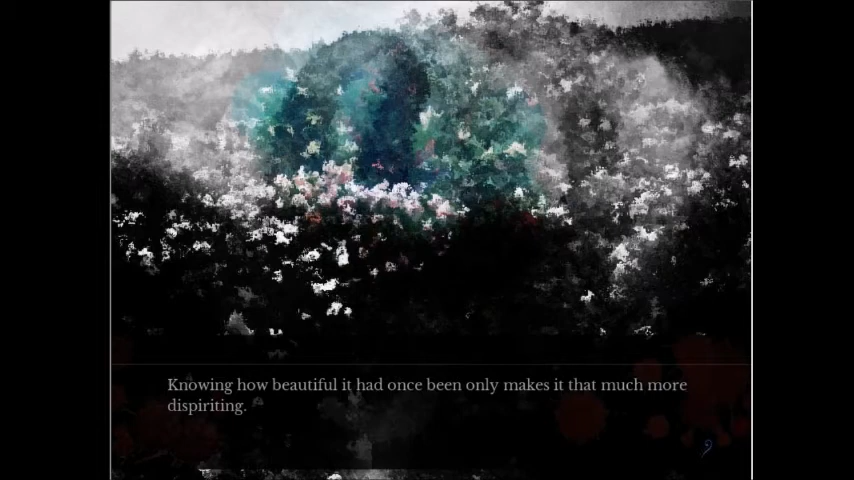 Knowing how beautiful it had once been only makes it that much more
dispiriting.